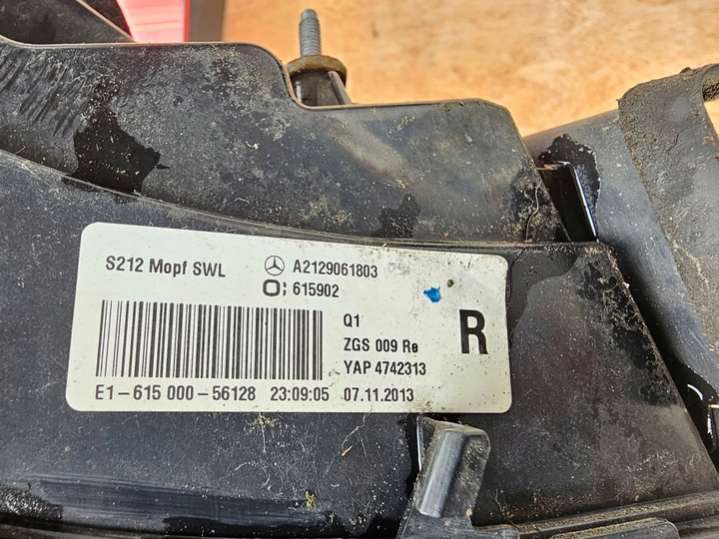 S212 Mopf SWL A2129061803
O: 615902
Q1
ZGS 009 Re R
YAP 4742313
E1-615 000-56128 23:09:05 07.11.2013